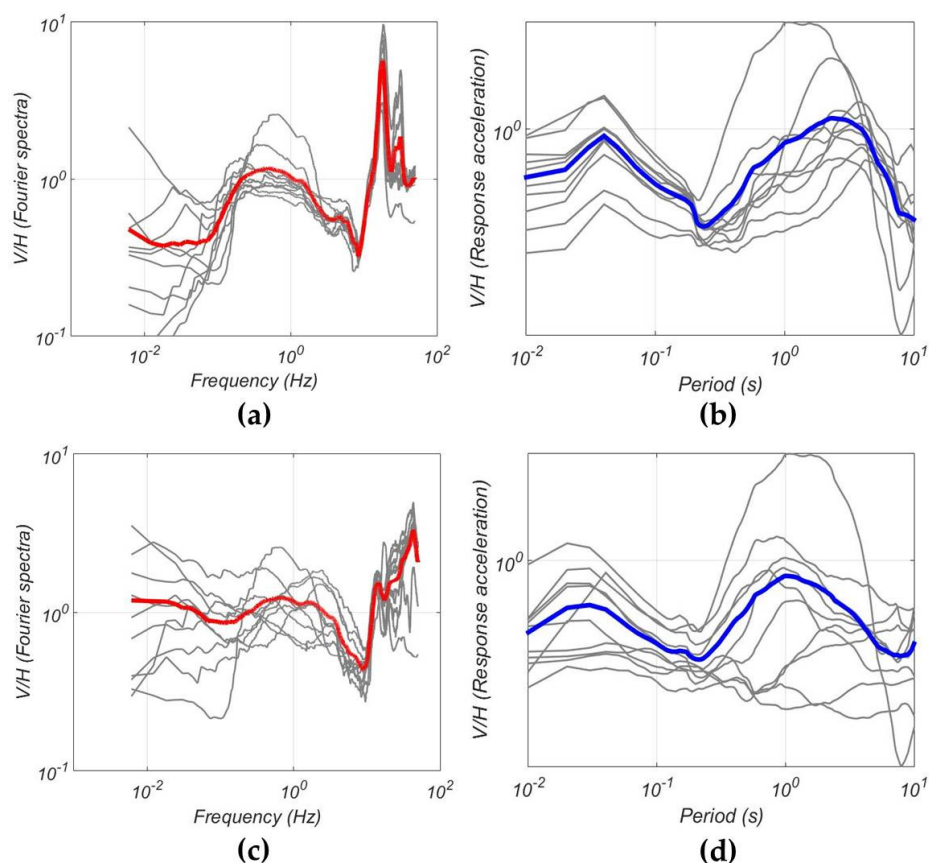 10^1
10^0
10^-1
V/H (Fourier spectra)
10^-2 10^0 10^2
Frequency (Hz)
(a)
10^0
V/H (Response acceleration)
10^-2 10^-1 10^0 10^1
Period (s)
(b)
10^1
10^0
10^-1
V/H (Fourier spectra)
10^-2 10^0 10^2
Frequency (Hz)
(c)
10^0
V/H (Response acceleration)
10^-2 10^-1 10^0 10^1
Period (s)
(d)